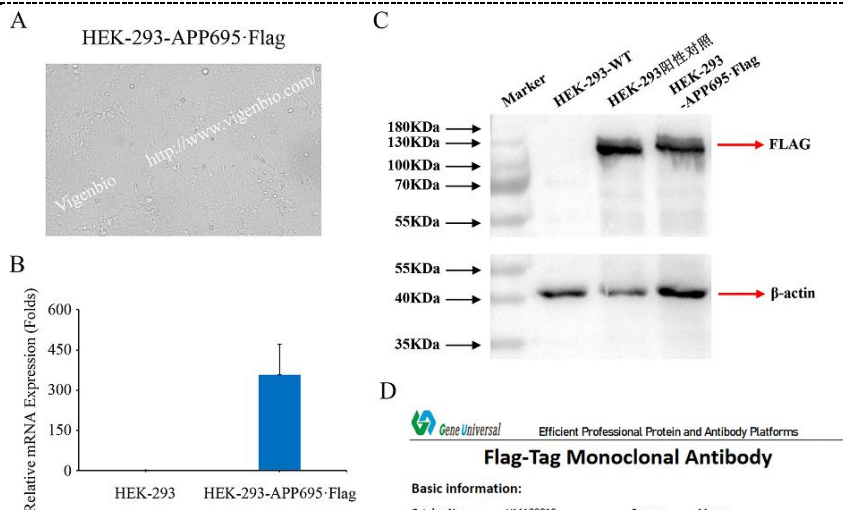 A
HEK-293-APP695·Flag
Vigenbio http://www.vigenbio.com/
B
Relative mRNA Expression (Folds)
600
450
300
150
0
HEK-293
HEK-293-APP695·Flag
C
Marker
HEK-293-WT
HEK-293阳性对照
HEK-293
-APP695·Flag
180KDa
130KDa
100KDa
70KDa
55KDa
FLAG
55KDa
40KDa
35KDa
β-actin
D
Gene Universal
Efficient Professional Protein and Antibody Platforms
Flag-Tag Monoclonal Antibody
Basic information: